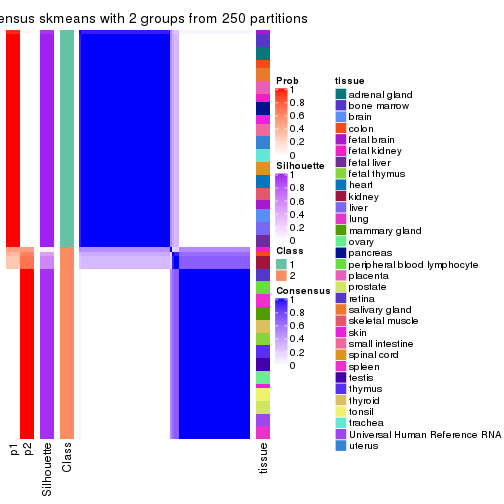 ensus skmeans with 2 groups from 250 partitions
p1
p2
Silhouette
Class
tissue
Prob
1
0.8
0.6
0.4
0.2
0
Silhouette
1
0.8
0.6
0.4
0.2
0
Class
1
2
Consensus
1
0.8
0.6
0.4
0.2
0
tissue
adrenal gland
bone marrow
brain
colon
fetal brain
fetal kidney
fetal liver
fetal thymus
heart
kidney
liver
lung
mammary gland
ovary
pancreas
peripheral blood lymphocyte
placenta
prostate
retina
salivary gland
skeletal muscle
skin
small intestine
spinal cord
spleen
testis
thymus
thyroid
tonsil
trachea
Universal Human Reference RNA
uterus